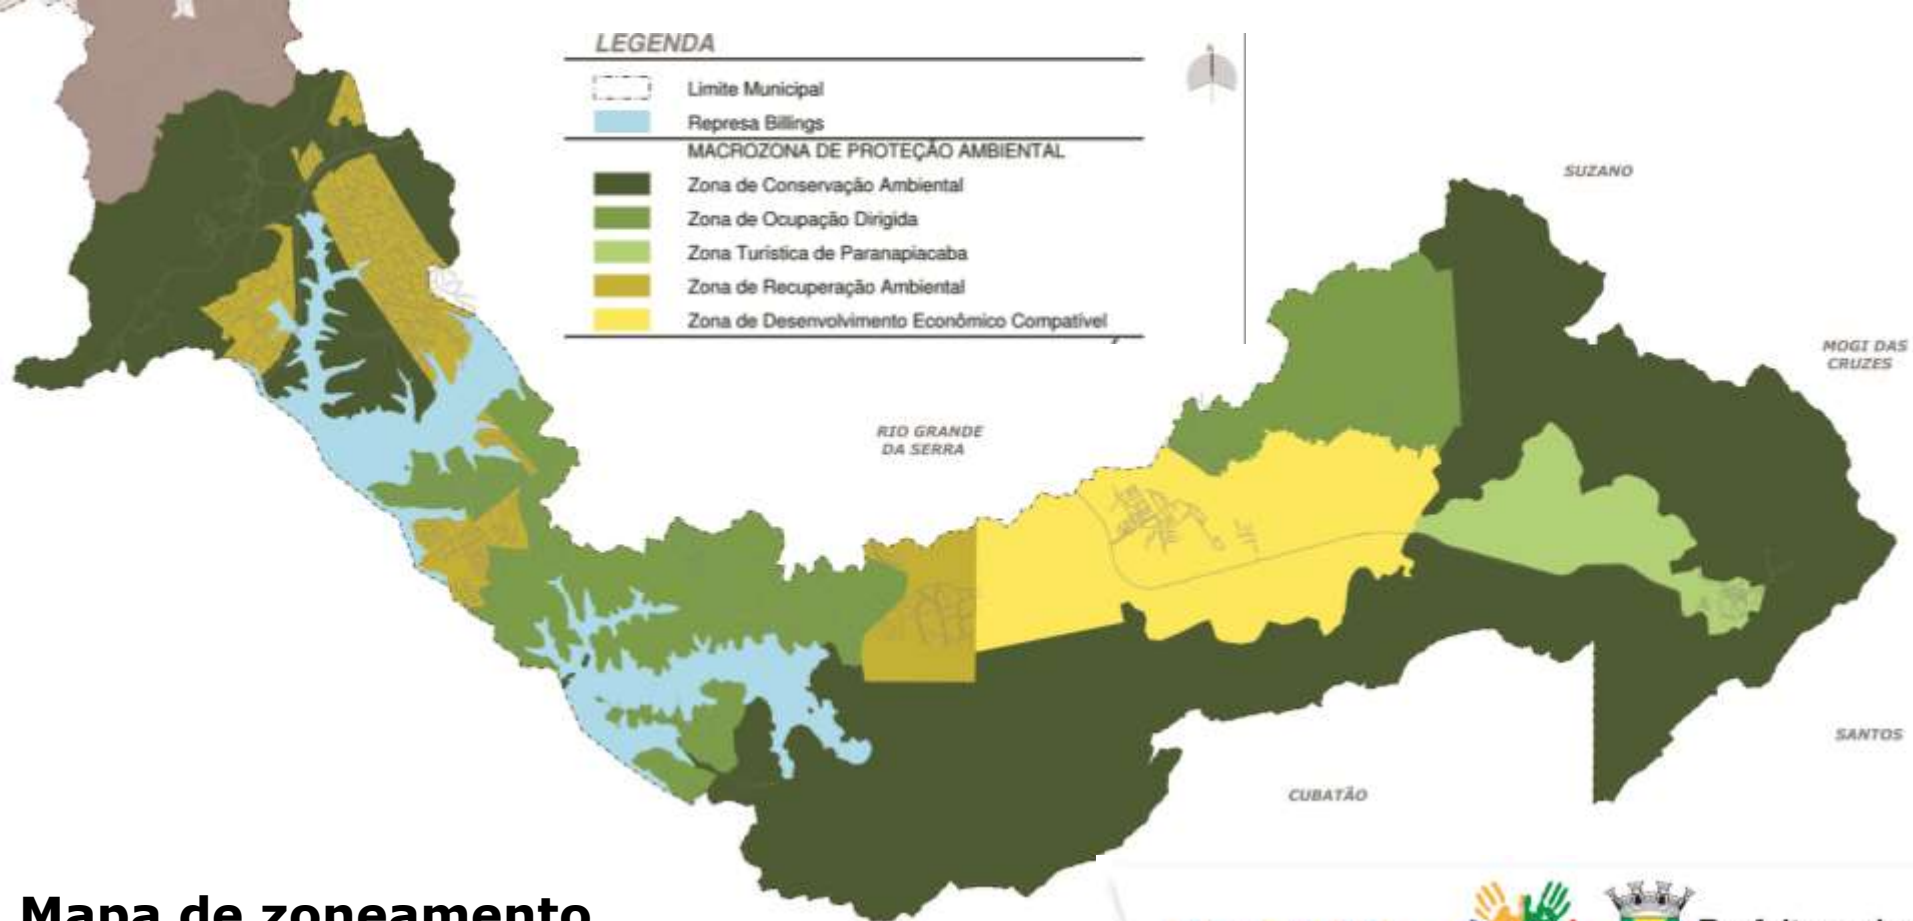 LEGENDA
Limite Municipal
Represa Billings
MACROZONA DE PROTEÇÃO AMBIENTAL
Zona de Conservação Ambiental
Zona de Ocupação Dirigida
Zona Turística de Paranapiacaba
Zona de Recuperação Ambiental
Zona de Desenvolvimento Econômico Compatível
SUZANO
MOGI DAS
CRUZES
RIO GRANDE
DA SERRA
SANTOS
CUBATÃO
Mapa de zoneamento